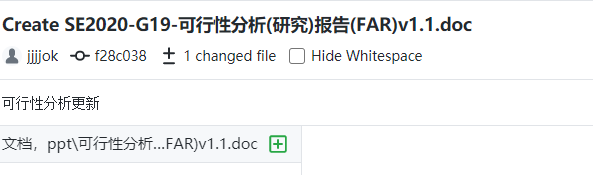 Create SE2020-G19-可行性分析(研究)报告(FAR)v1.1.doc
jjjjok f28c038 1 changed file Hide Whitespace
可行性分析更新
文档，ppt\可行性分析...FAR)v1.1.doc